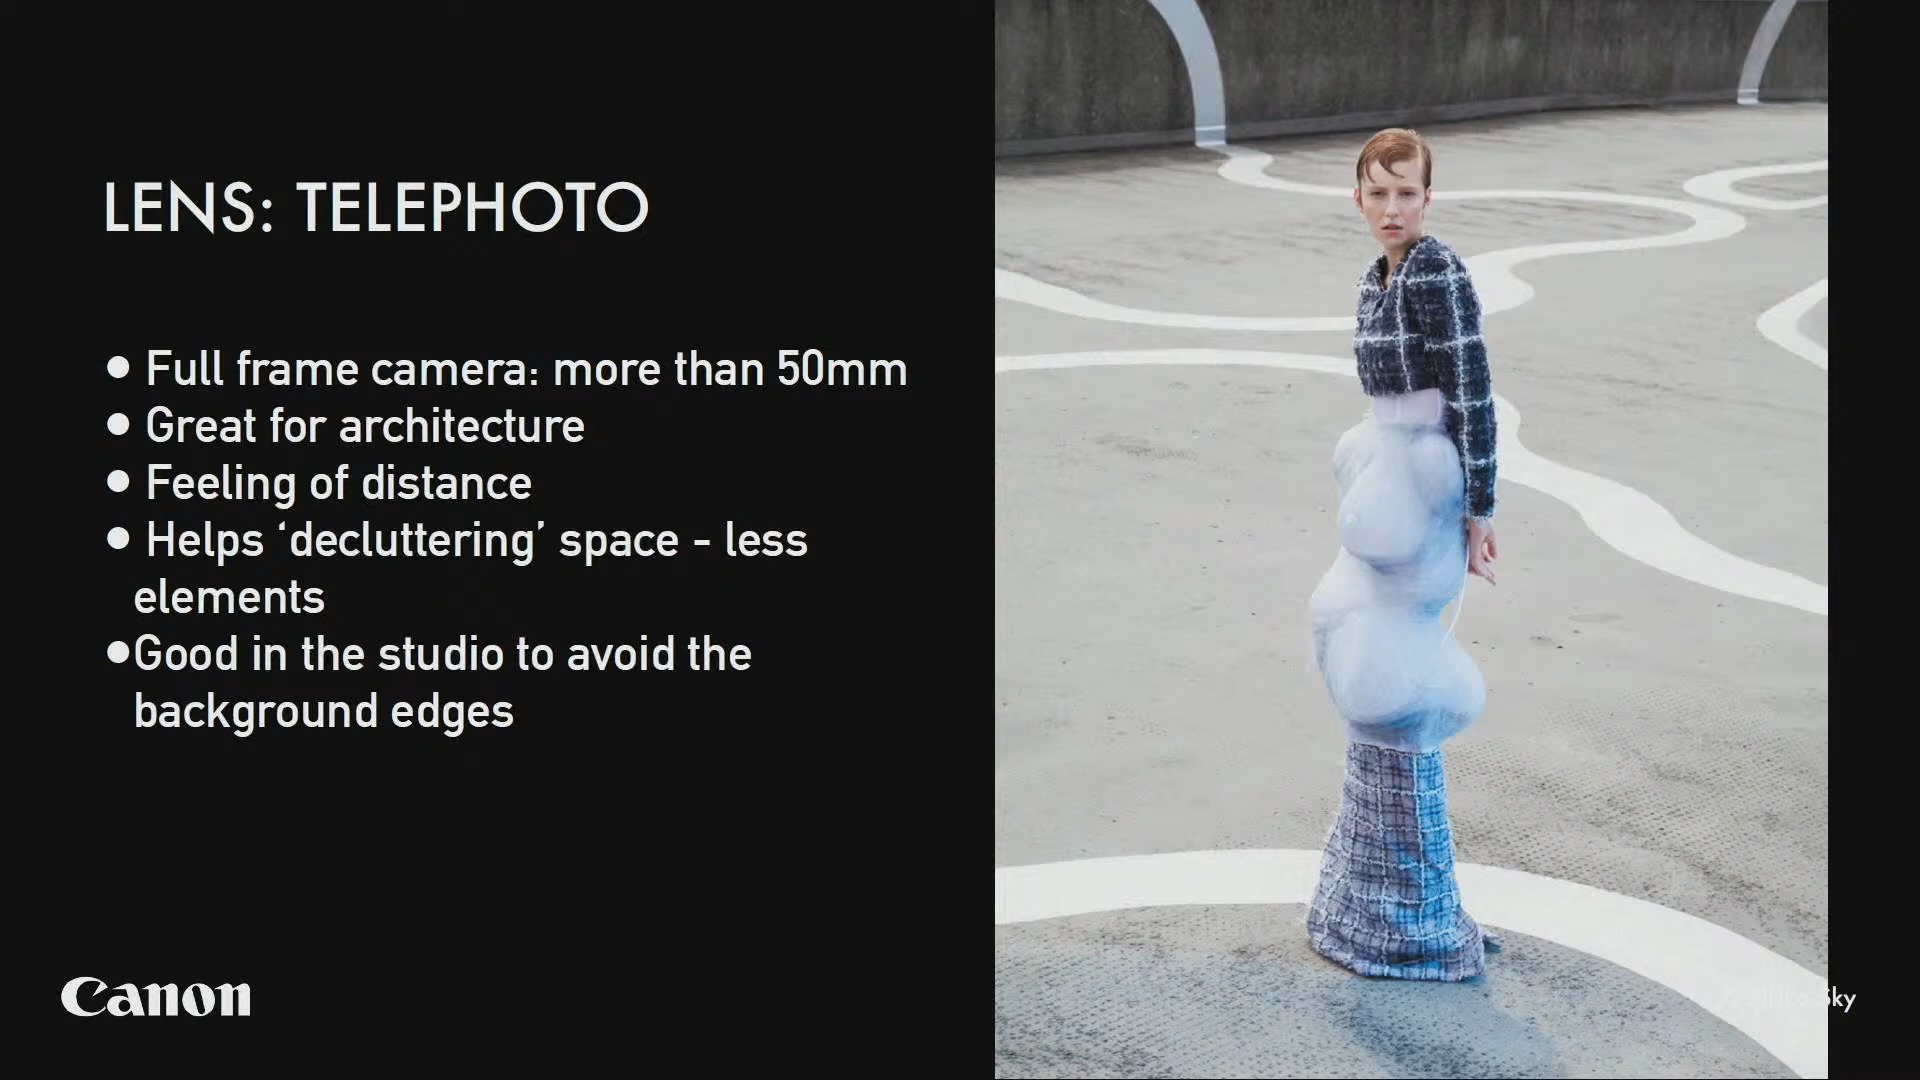 LENS: TELEPHOTO
● Full frame camera: more than 50mm
● Great for architecture
● Feeling of distance
● Helps ‘decluttering’ space - less
elements
●Good in the studio to avoid the
background edges
Canon
Sky